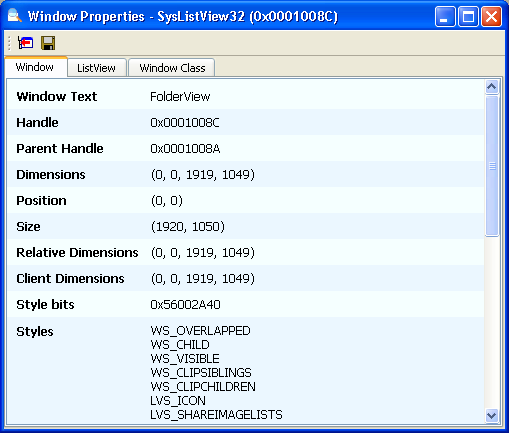 Window Properties - SysListView32 (0x0001008C)
Window ListView Window Class
Window Text FolderView
Handle 0x0001008C
Parent Handle 0x0001008A
Dimensions (0, 0, 1919, 1049)
Position (0, 0)
Size (1920, 1050)
Relative Dimensions (0, 0, 1919, 1049)
Client Dimensions (0, 0, 1919, 1049)
Style bits 0x56002A40
Styles WS_OVERLAPPED
WS_CHILD
WS_VISIBLE
WS_CLIPSIBLINGS
WS_CLIPCHILDREN
LVS_ICON
LVS_SHAREIMAGELISTS